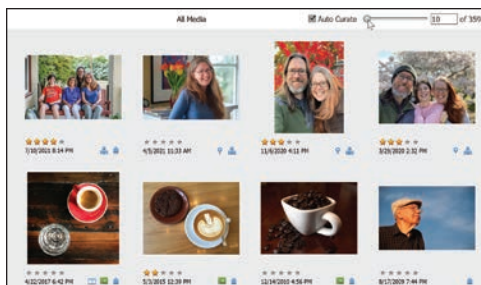 All Media
Auto Curate
10
of 359
7/10/2021 8:14 PM
4/5/2021 11:33 AM
11/6/2020 4:11 PM
3/29/2020 2:32 PM
4/22/2017 6:42 PM
5/3/2015 12:39 PM
12/14/2010 4:56 PM
8/17/2009 7:44 PM